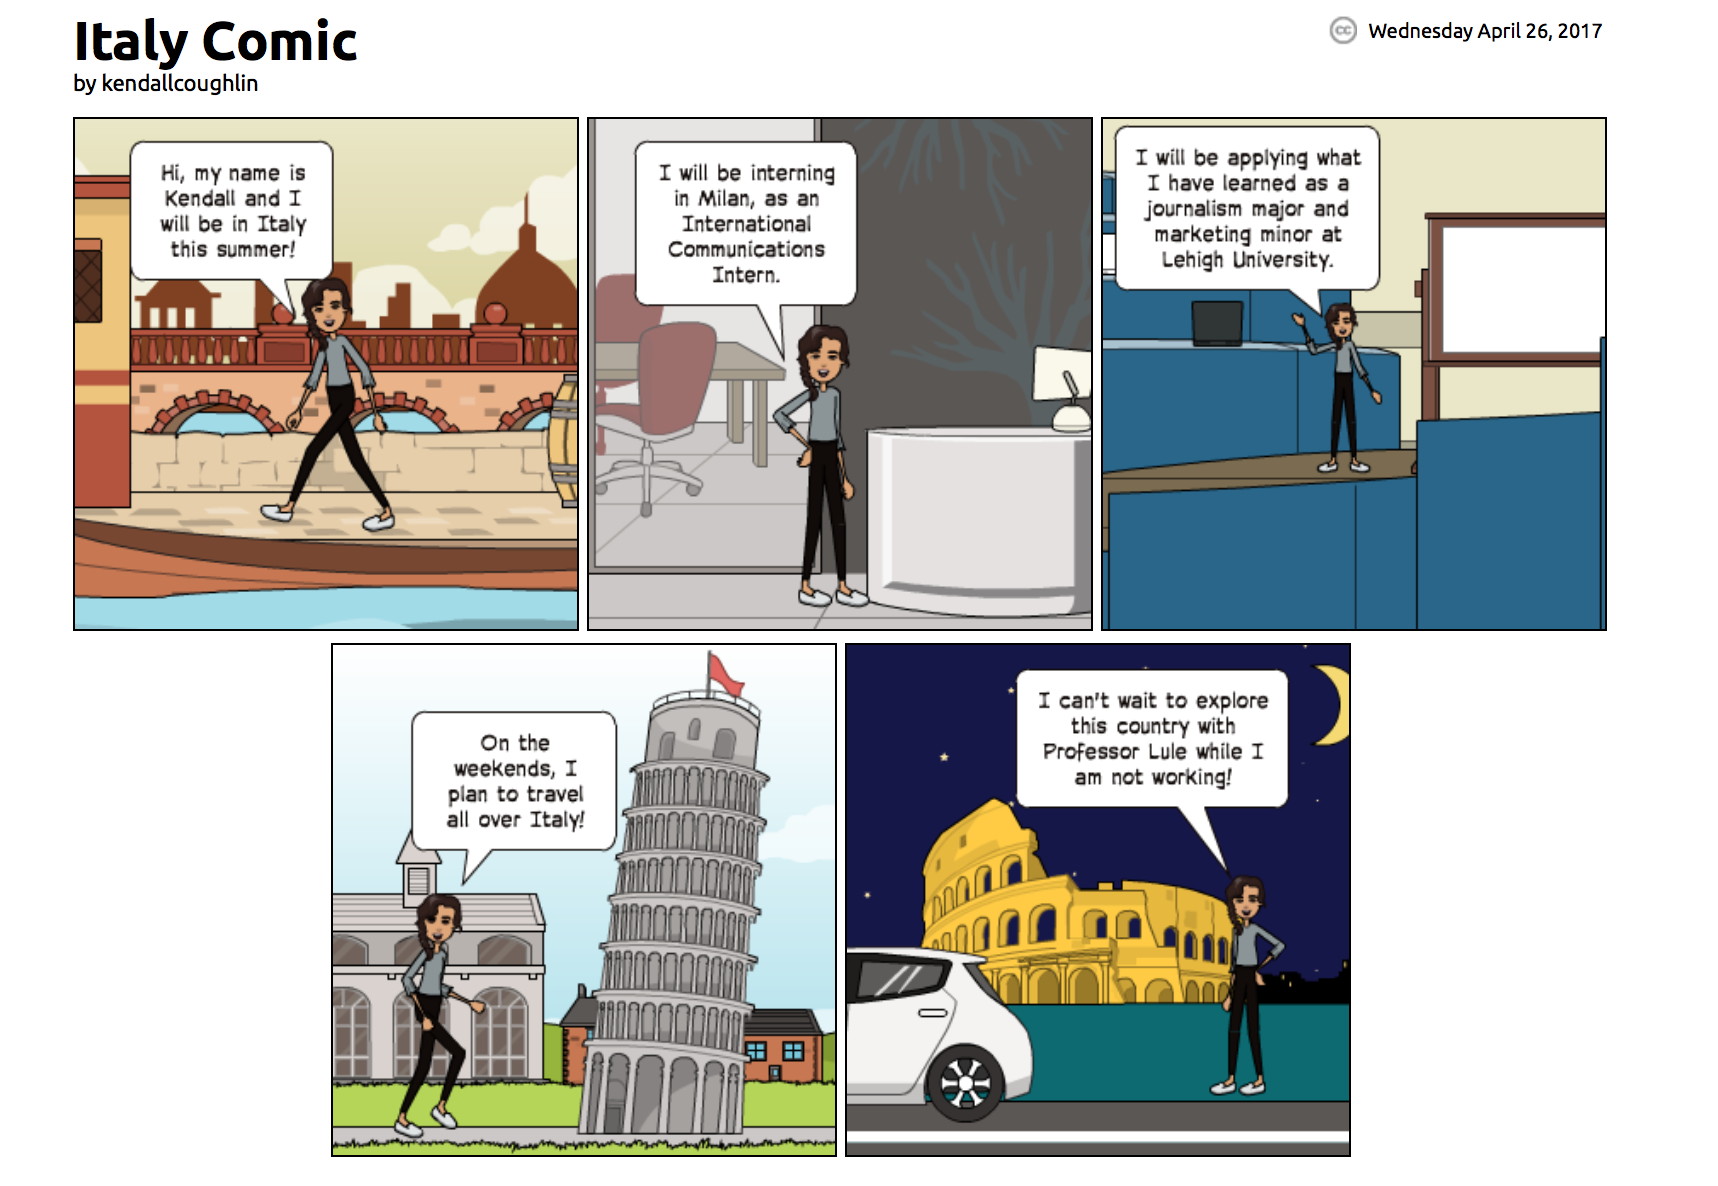 Italy Comic
by kendallcoughlin
cc Wednesday April 26, 2017
Hi, my name is
Kendall and I
will be in Italy
this summer!
I will be interning
in Milan, as an
International
Communications
Intern.
I will be applying what
I have learned as a
journalism major and
marketing minor at
Lehigh University.
On the
weekends, I
plan to travel
all over Italy!
I can't wait to explore
this country with
Professor Lule while I
am not working!